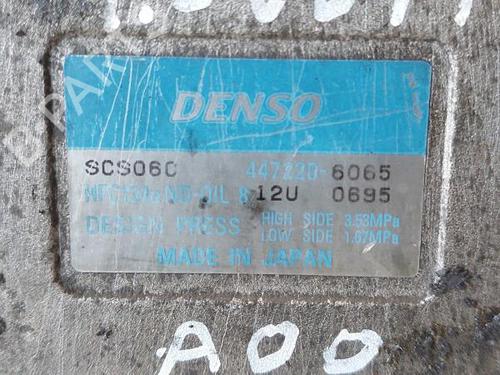 DENSO
SCS06C 447220-6065
HFC134a ND-OIL 8 12U 0695
DESIGN PRESS HIGH SIDE 3.53MPa
LOW SIDE 1.67MPa
MADE IN JAPAN
A00